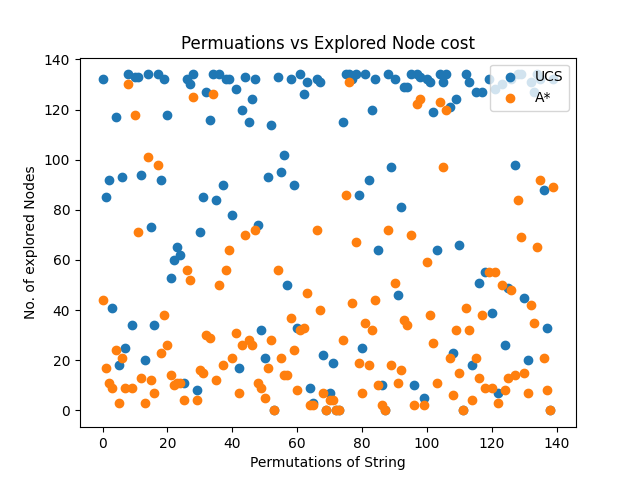 Permuations vs Explored Node cost
140
120
100
80
60
40
20
0
No. of explored Nodes
UCS
A*
0 20 40 60 80 100 120 140
Permutations of String